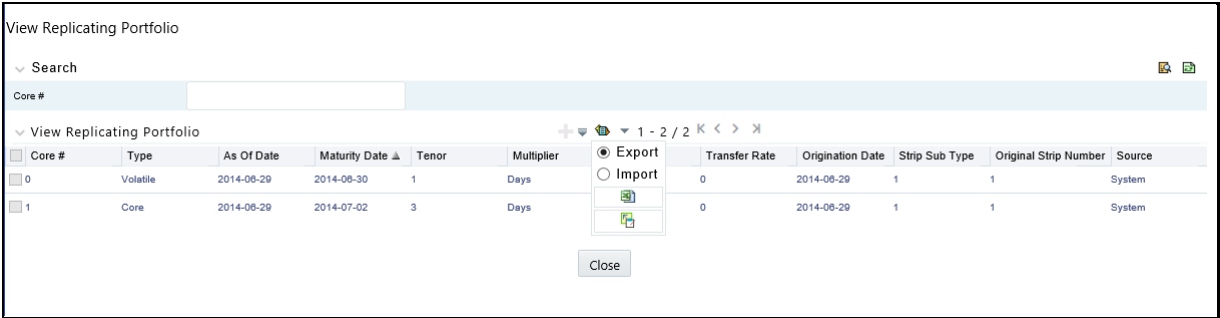 View Replicating Portfolio
Search
Core #
View Replicating Portfolio 1 - 2 / 2
Core # Type As Of Date Maturity Date Tenor Multiplier Transfer Rate Origination Date Strip Sub Type Original Strip Number Source
Export
Import
0 Volatile 2014-06-29 2014-06-30 1 Days 0 2014-06-29 1 1 System
1 Core 2014-06-29 2014-07-02 3 Days 0 2014-06-29 1 1 System
Close